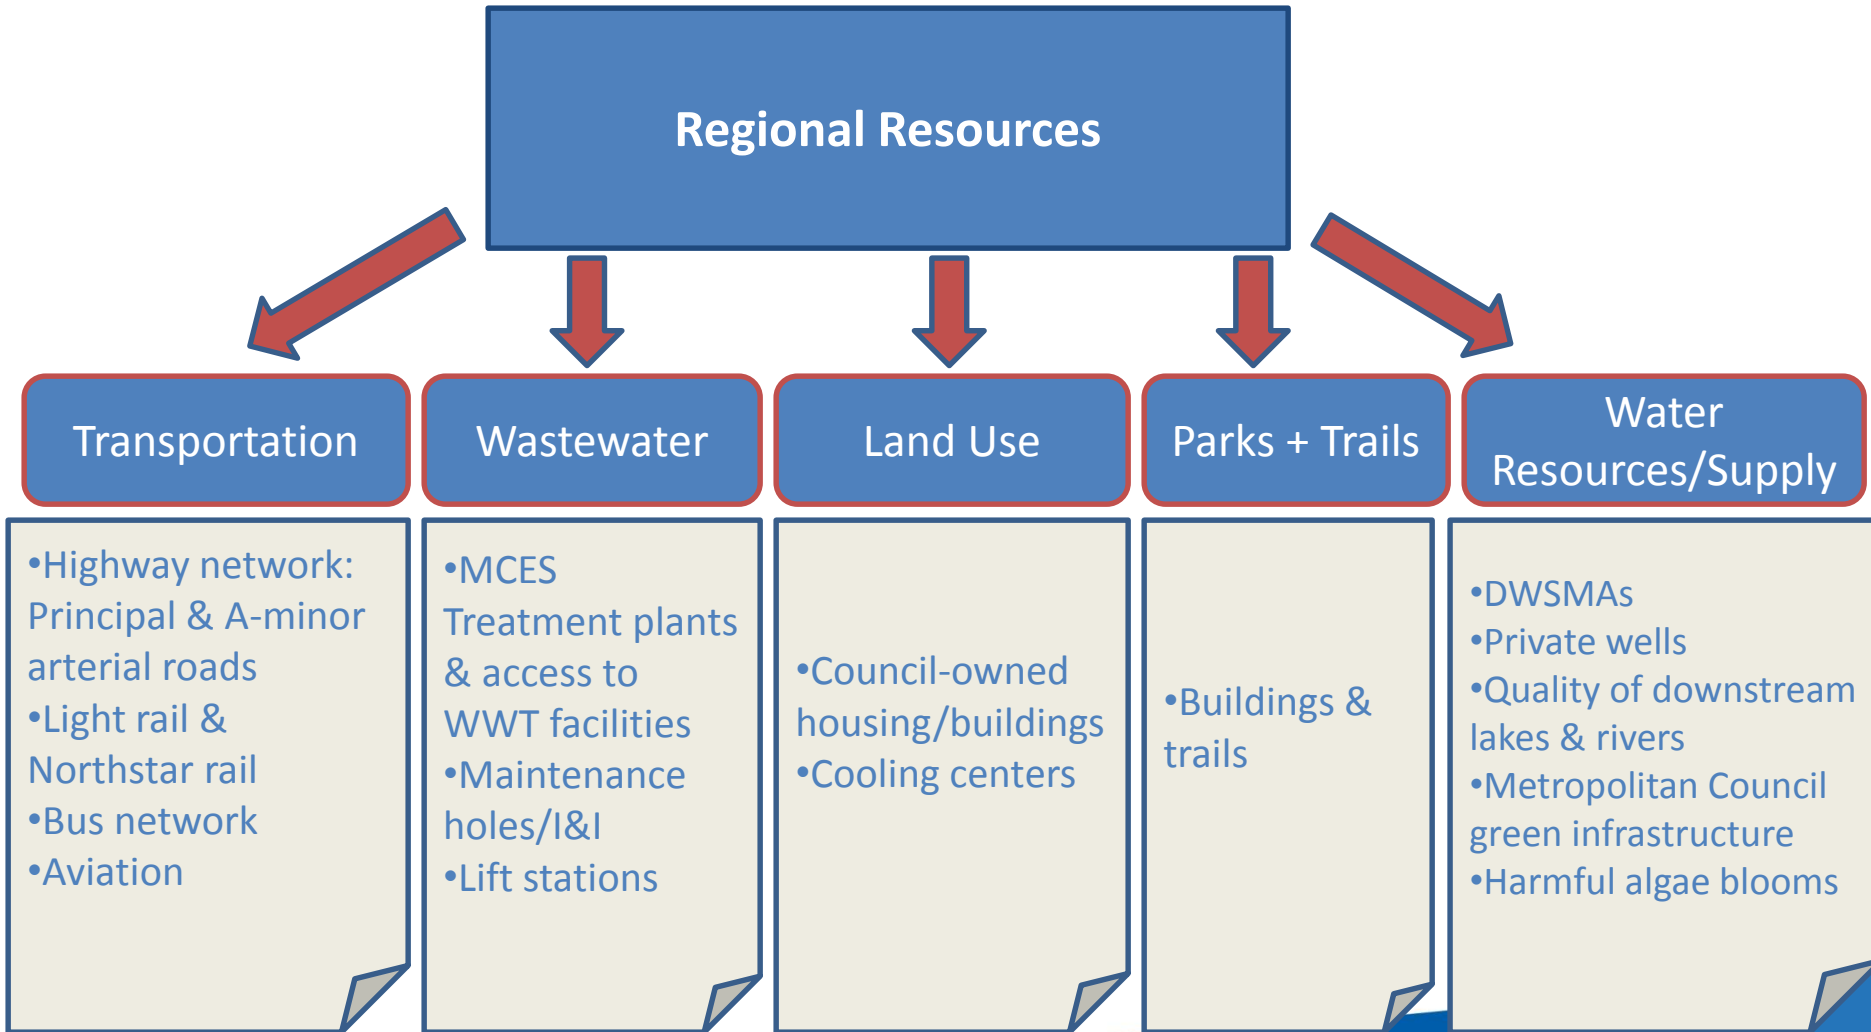 Regional Resources
Transportation
Wastewater
Land Use
Parks + Trails
Water
Resources/Supply
•Highway network:
Principal & A-minor
arterial roads
•Light rail &
Northstar rail
•Bus network
•Aviation
•MCES
Treatment plants
& access to
WWT facilities
•Maintenance
holes/I&I
•Lift stations
•Council-owned
housing/buildings
•Cooling centers
•Buildings &
trails
•DWSMAs
•Private wells
•Quality of downstream
lakes & rivers
•Metropolitan Council
green infrastructure
•Harmful algae blooms